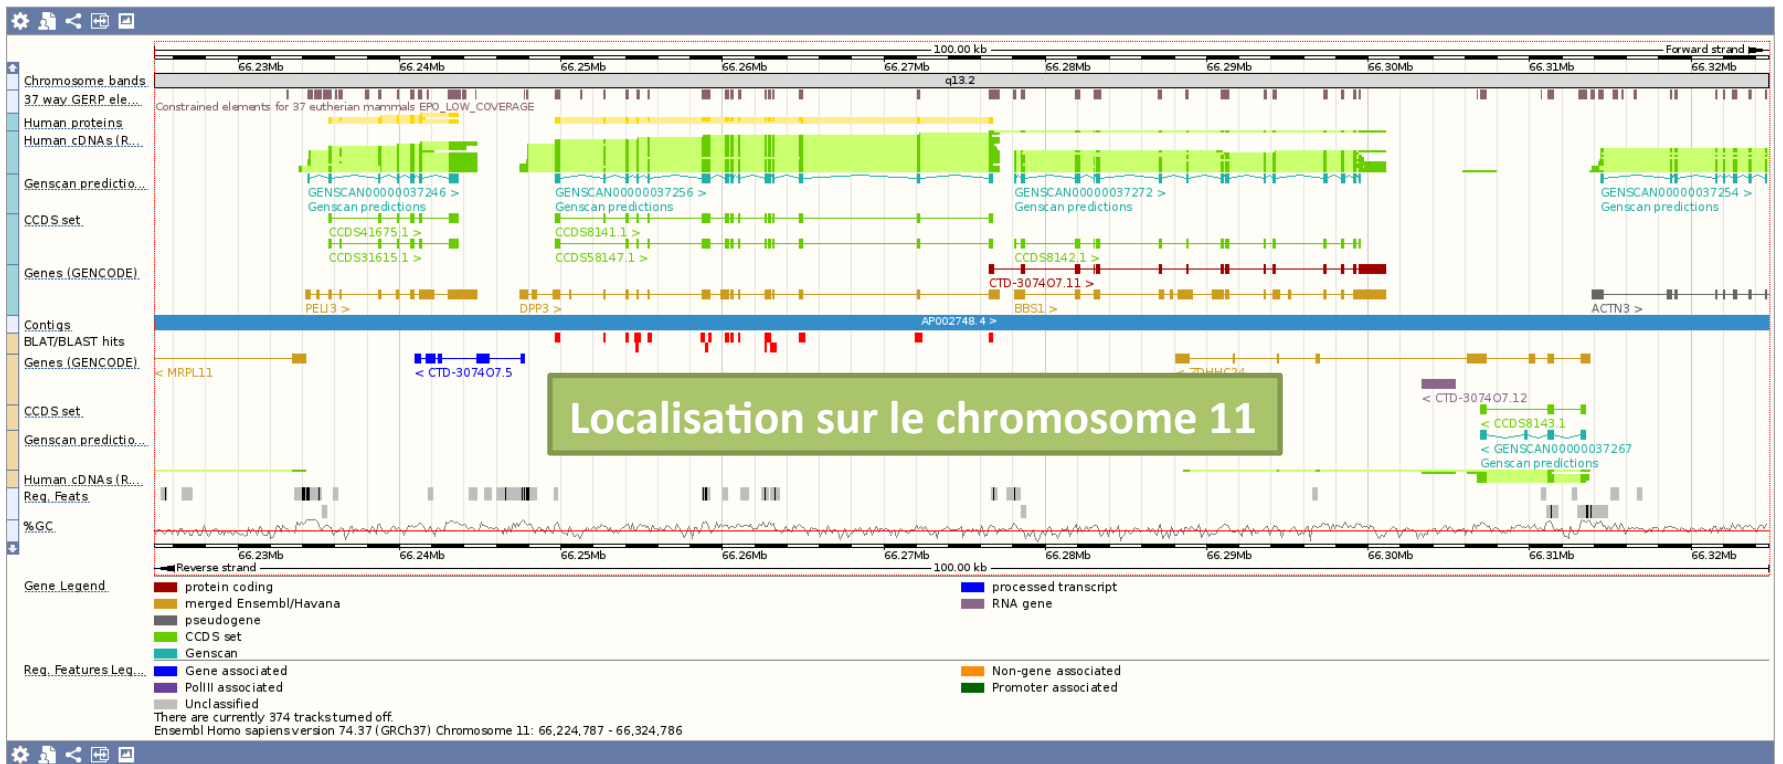 100.00 kb Forward strand
66.23Mb 66.24Mb 66.25Mb 66.26Mb 66.27Mb 66.28Mb 66.29Mb 66.30Mb 66.31Mb 66.32Mb
Chromosome bands q13.2
37 way GERP ele...
Constrained elements for 37 eutherian mammals EPO_LOW_COVERAGE
Human proteins
Human cDNAs (R...
Genscan predictio...
GENSCAN00000037246 > GENSCAN00000037256 > GENSCAN00000037272 > GENSCAN00000037254 >
Genscan predictions Genscan predictions Genscan predictions Genscan predictions
CCDS set
CCDS41675.1 > CCDS8141.1 >
CCDS31615.1 > CCDS58147.1 > CCDS8142.1 >
Genes (GENCODE)
CTD-3074O7.11 >
PELI3 > DPP3 > BBS1 > ACTN3 >
Contigs AP002748.4 >
BLAT/BLAST hits
Genes (GENCODE)
< MRPL11 < CTD-3074O7.5 < ZDHHC24
< CTD-3074O7.12
Localisation sur le chromosome 11
CCDS set
< CCDS8143.1
Genscan predictio...
< GENSCAN00000037267
Genscan predictions
Human cDNAs (R...
Reg. Feats
%GC
66.23Mb 66.24Mb 66.25Mb 66.26Mb 66.27Mb 66.28Mb 66.29Mb 66.30Mb 66.31Mb 66.32Mb
Reverse strand 100.00 kb
Gene Legend protein coding processed transcript
merged Ensembl/Havana RNA gene
pseudogene
CCDS set
Genscan
Reg. Features Leg... Gene associated Non-gene associated
PolIII associated Promoter associated
Unclassified
There are currently 374 tracks turned off.
Ensembl Homo sapiens version 74.37 (GRCh37) Chromosome 11: 66,224,787 - 66,324,786